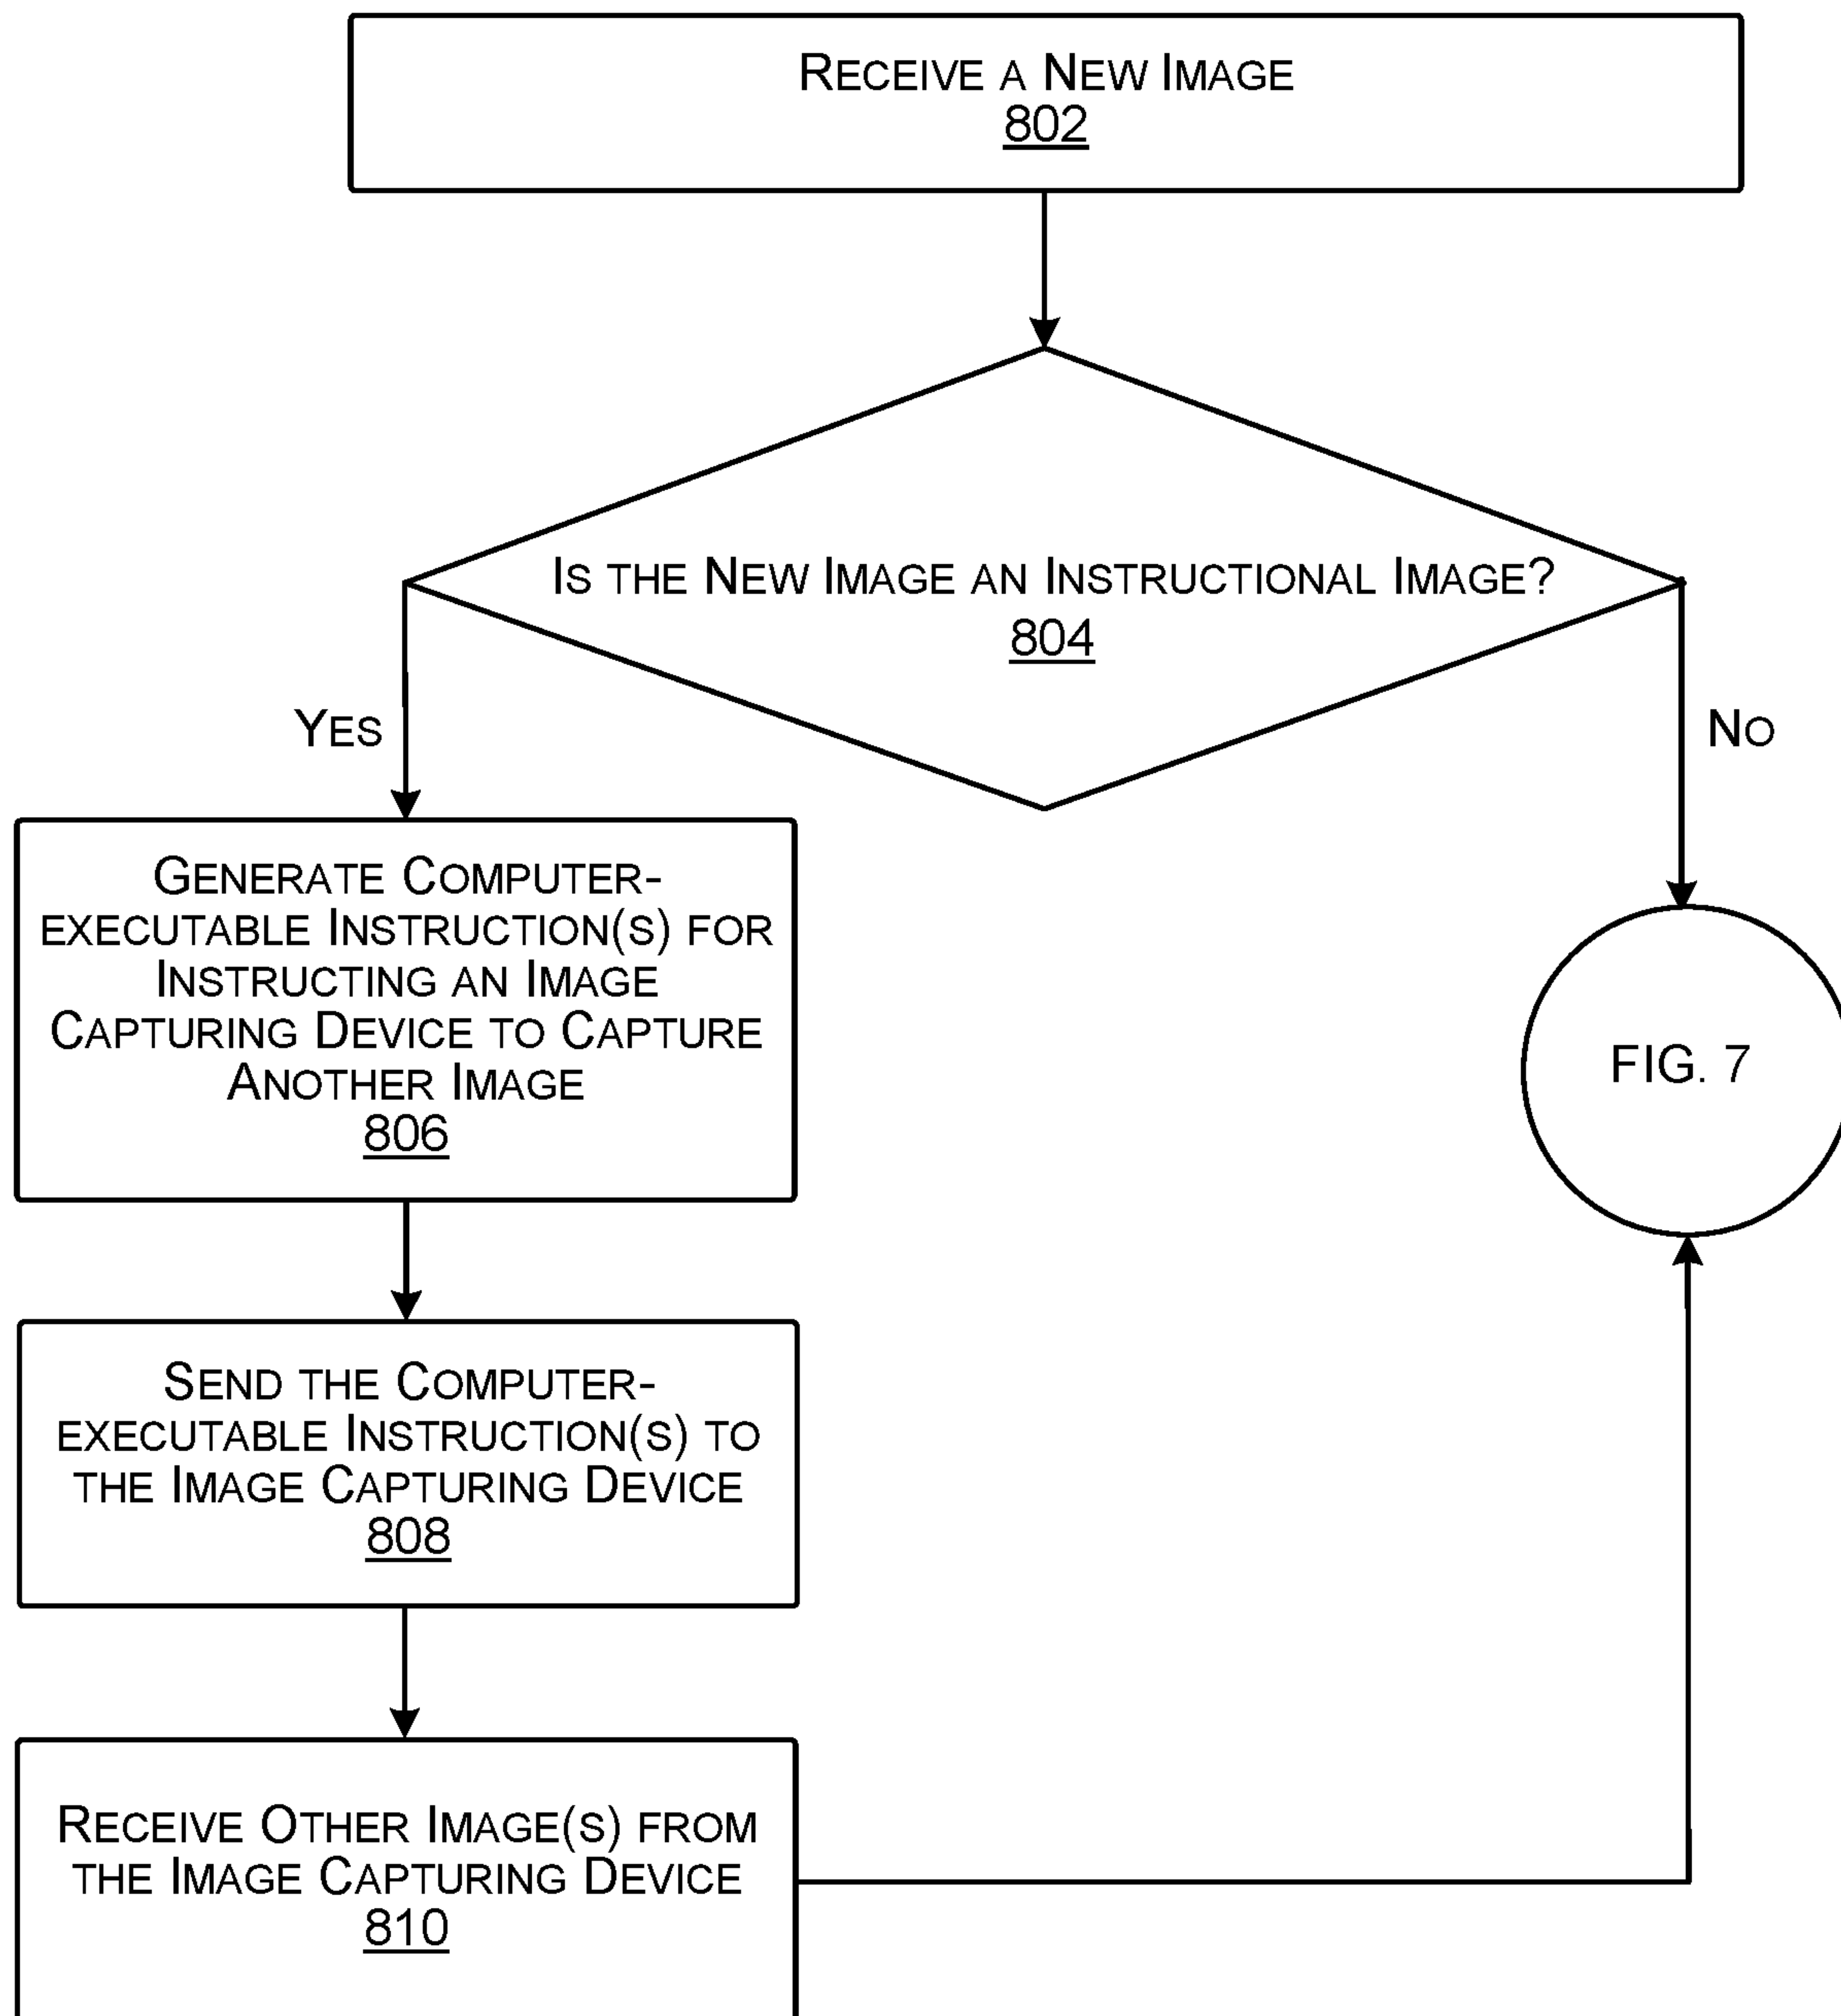 RECEIVE A NEW IMAGE
802
IS THE NEW IMAGE AN INSTRUCTIONAL IMAGE?
804
YES
NO
GENERATE COMPUTER-
EXECUTABLE INSTRUCTION(S) FOR
INSTRUCTING AN IMAGE
CAPTURING DEVICE TO CAPTURE
ANOTHER IMAGE
806
FIG. 7
SEND THE COMPUTER-
EXECUTABLE INSTRUCTION(S) TO
THE IMAGE CAPTURING DEVICE
808
RECEIVE OTHER IMAGE(S) FROM
THE IMAGE CAPTURING DEVICE
810